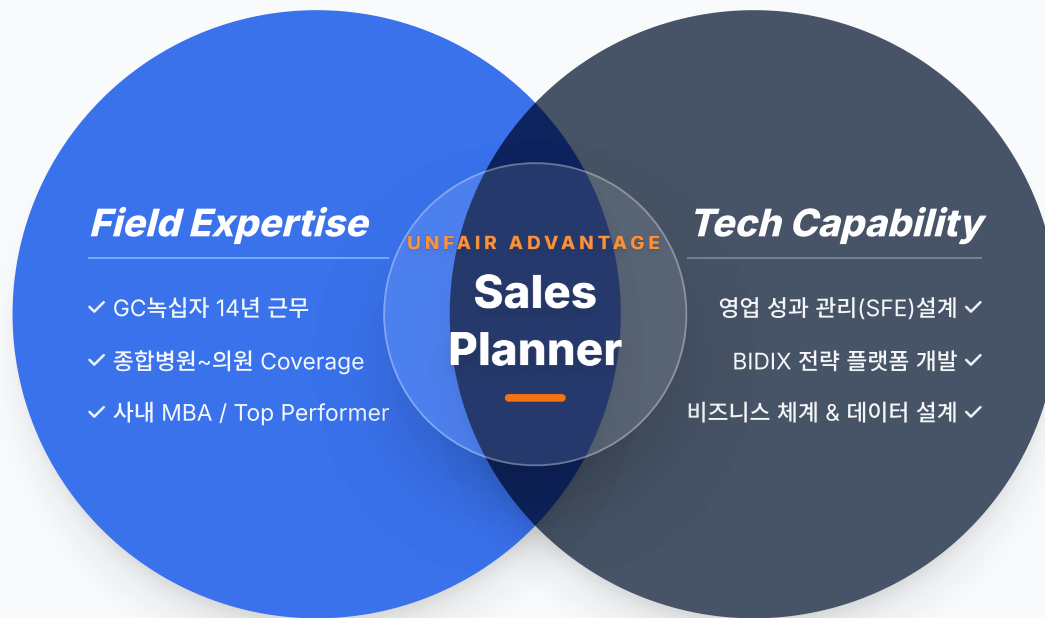 Field Expertise
GC녹십자 14년 근무
종합병원~의원 Coverage
사내 MBA / Top Performer
UNFAIR ADVANTAGE
Sales
Planner
Tech Capability
영업 성과 관리(SFE)설계
BIDIX 전략 플랫폼 개발
비즈니스 체계 & 데이터 설계